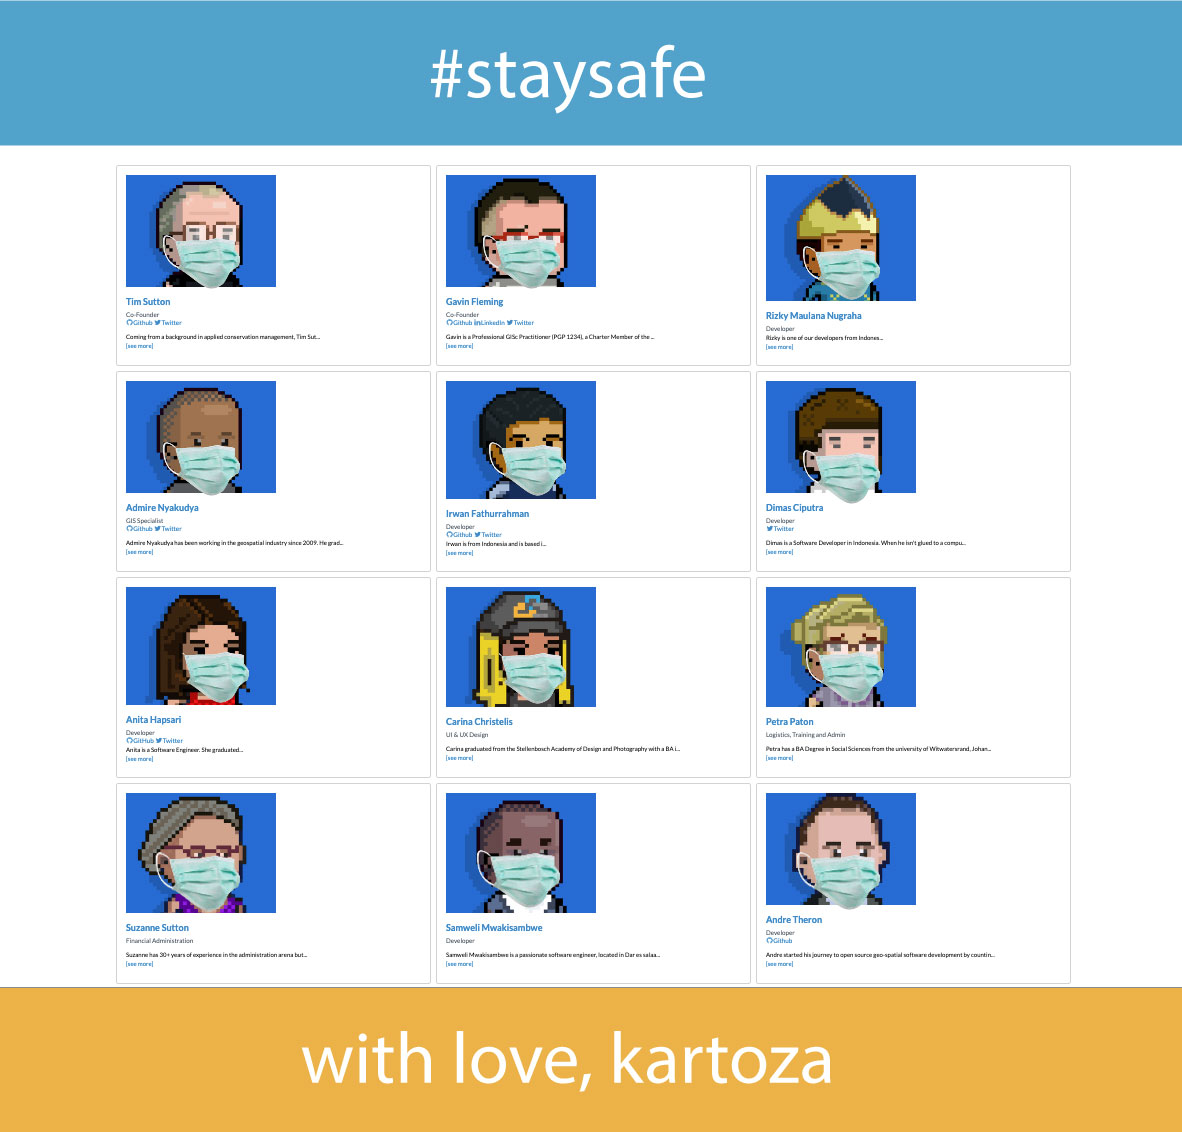 #staysafe
Tim Sutton
Co-Founder
Github Twitter
Coming from a background in applied conservation management, Tim Sut...
[see more]
Gavin Fleming
Co-Founder
Github LinkedIn Twitter
Gavin is a Professional GISc Practitioner (PGP 1234), a Charter Member of the ...
[see more]
Rizky Maulana Nugraha
Developer
Rizky is one of our developers from Indones...
[see more]
Admire Nyakudya
GIS Specialist
Github Twitter
Admire Nyakudya has been working in the geospatial industry since 2009. He grad...
[see more]
Irwan Fathurrahman
Developer
Github Twitter
Irwan is from Indonesia and is based i...
[see more]
Dimas Ciputra
Developer
Twitter
Dimas is a Software Developer in Indonesia. When he isn't glued to a compu...
[see more]
Anita Hapsari
Developer
GitHub Twitter
Anita is a Software Engineer. She graduated...
[see more]
Carina Christelis
UI & UX Design
Carina graduated from the Stellenbosch Academy of Design and Photography with a BA i...
[see more]
Petra Paton
Logistics, Training and Admin
Petra has a BA Degree in Social Sciences from the university of Witwatersrand, Johan...
[see more]
Suzanne Sutton
Financial Administration
Suzanne has 30+ years of experience in the administration arena but...
[see more]
Samweli Mwakisambwe
Developer
Samweli Mwakisambwe is a passionate software engineer, located in Dar es salaa...
[see more]
Andre Theron
Developer
Github
Andre started his journey to open source geo-spatial software development by countin...
[see more]
with love, kartoza